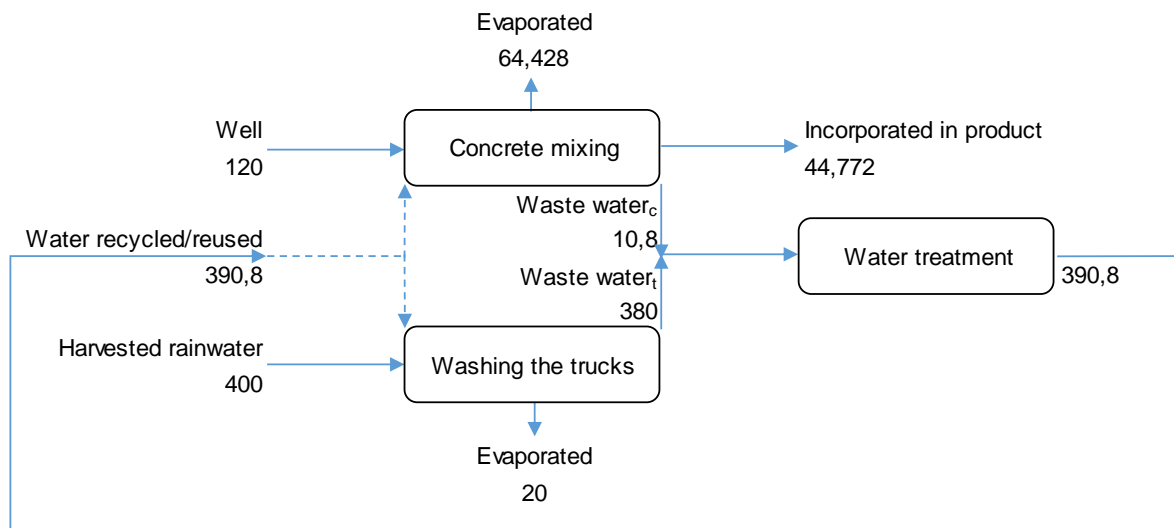 Evaporated
64,428
Well
120
Concrete mixing
Incorporated in product
44,772
Waste waterc
10,8
Water recycled/reused
390,8
Water treatment
390,8
Waste watert
380
Harvested rainwater
400
Washing the trucks
Evaporated
20